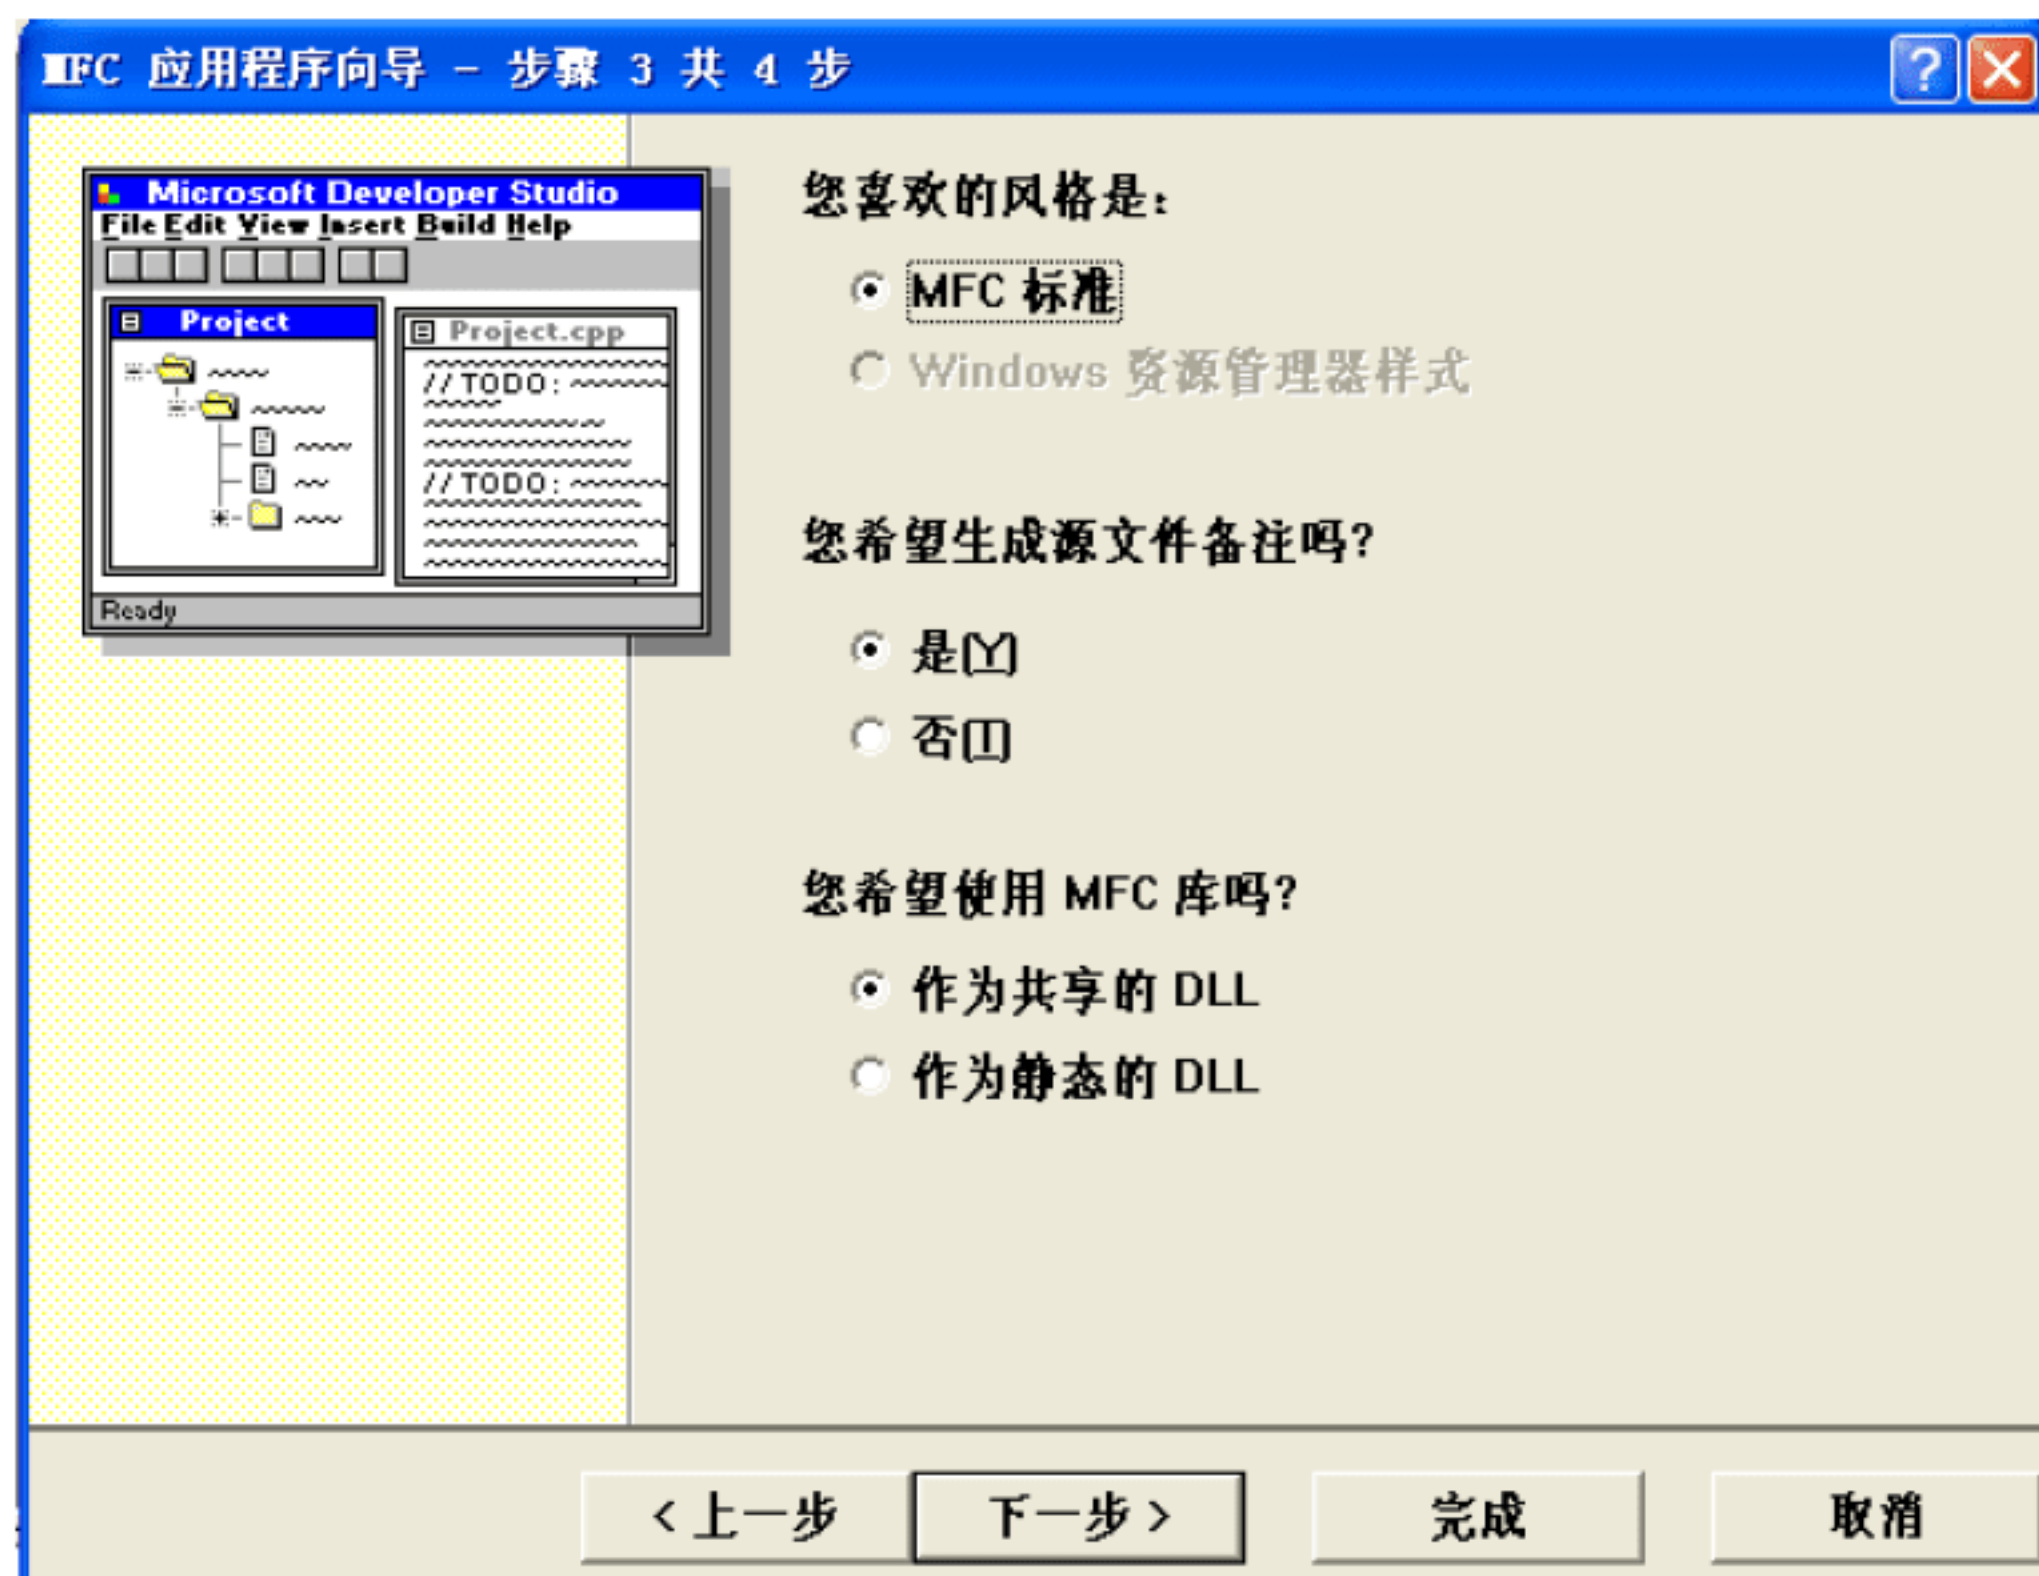 MFC 应用程序向导 - 步骤 3 共 4 步
Microsoft Developer Studio
File Edit View Insert Build Help
Project
Project.cpp
//TODO:
//TODO:
Ready
您喜欢的风格是:
MFC 标准
Windows 资源管理器样式
您希望生成源文件备注吗?
是(Y)
否(T)
您希望使用 MFC 库吗?
作为共享的 DLL
作为静态的 DLL
< 上一步
下一步 >
完成
取消